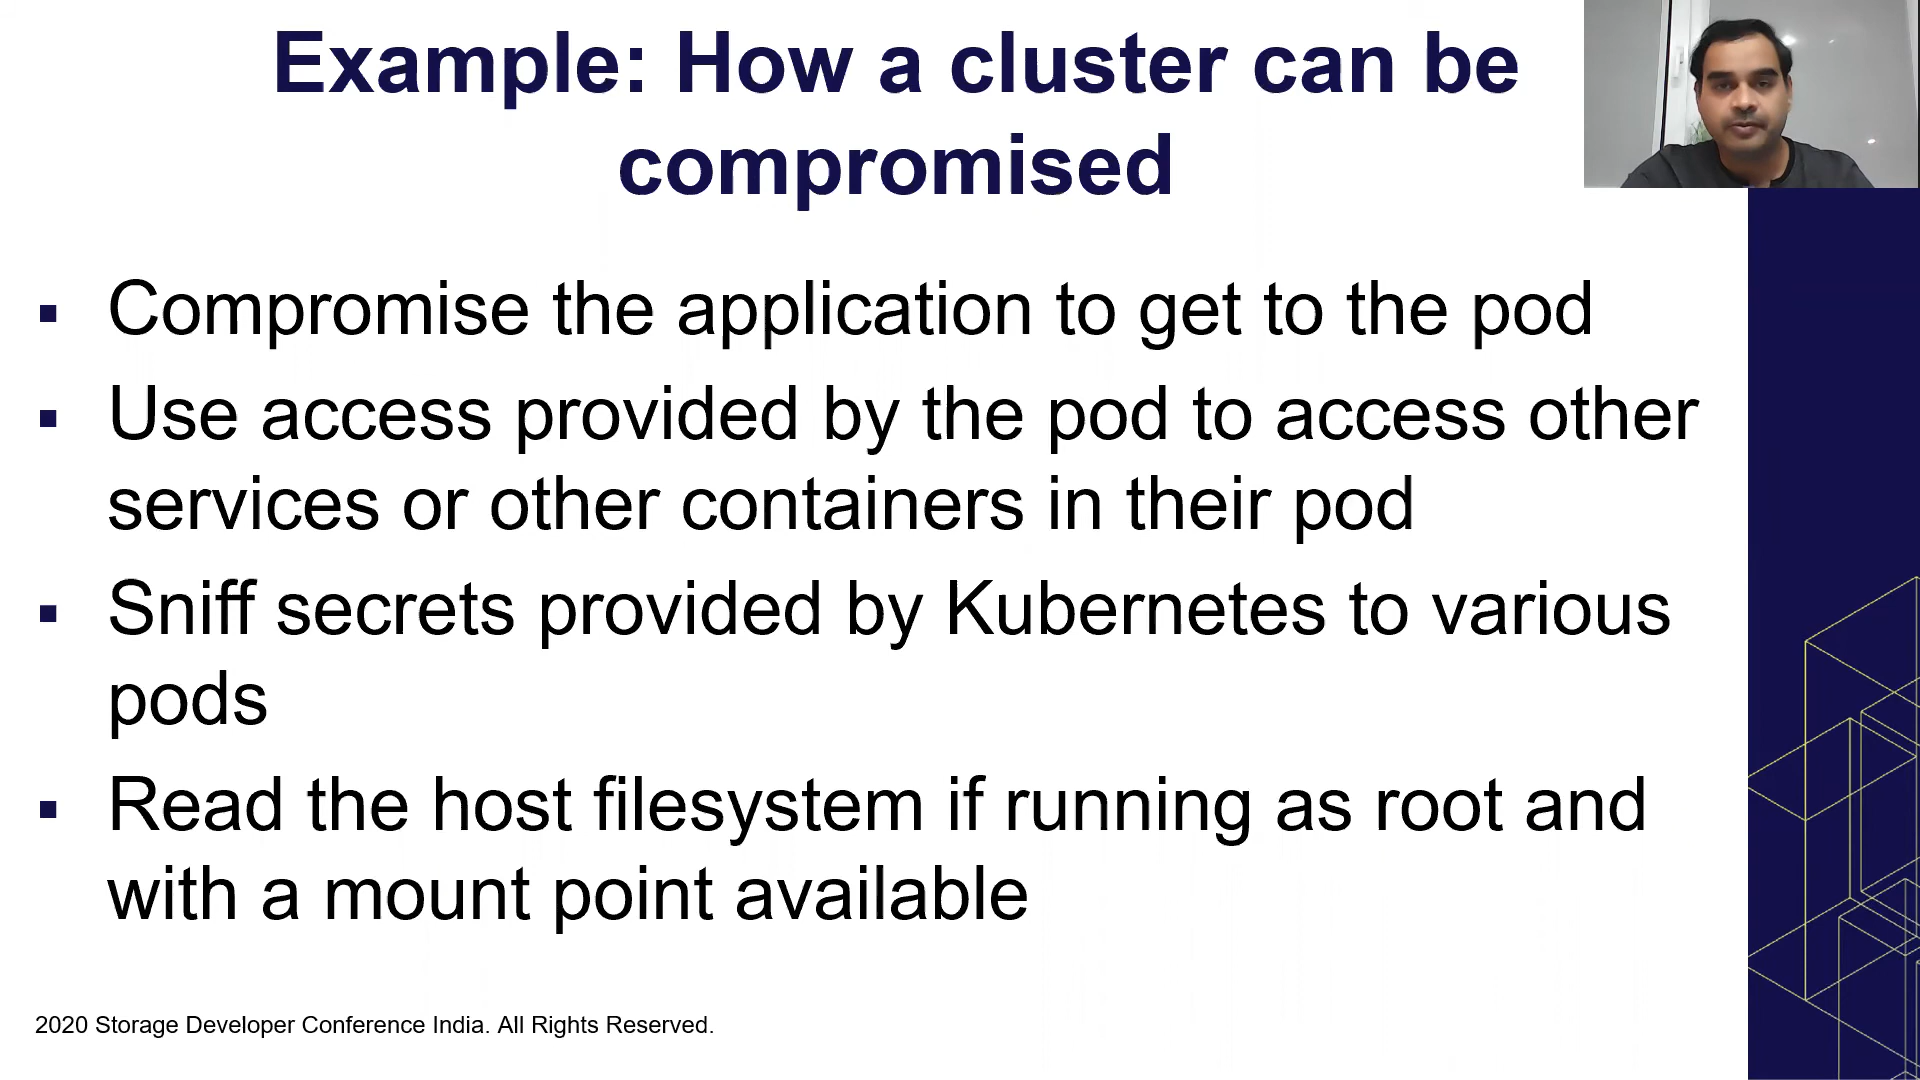 Example: How a cluster can be
compromised
▪ Compromise the application to get to the pod
▪ Use access provided by the pod to access other
services or other containers in their pod
▪ Sniff secrets provided by Kubernetes to various
pods
▪ Read the host filesystem if running as root and
with a mount point available
2020 Storage Developer Conference India. All Rights Reserved.